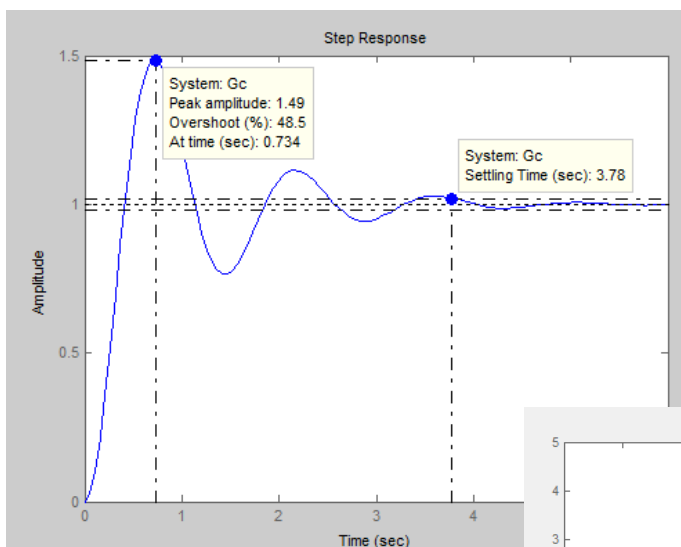 Step Response
1.5
System: Gc
Peak amplitude: 1.49
Overshoot (%): 48.5
At time (sec): 0.734
System: Gc
Settling Time (sec): 3.78
1
Amplitude
0.5
0
0 1 2 3 4
Time (sec)
5
4
3